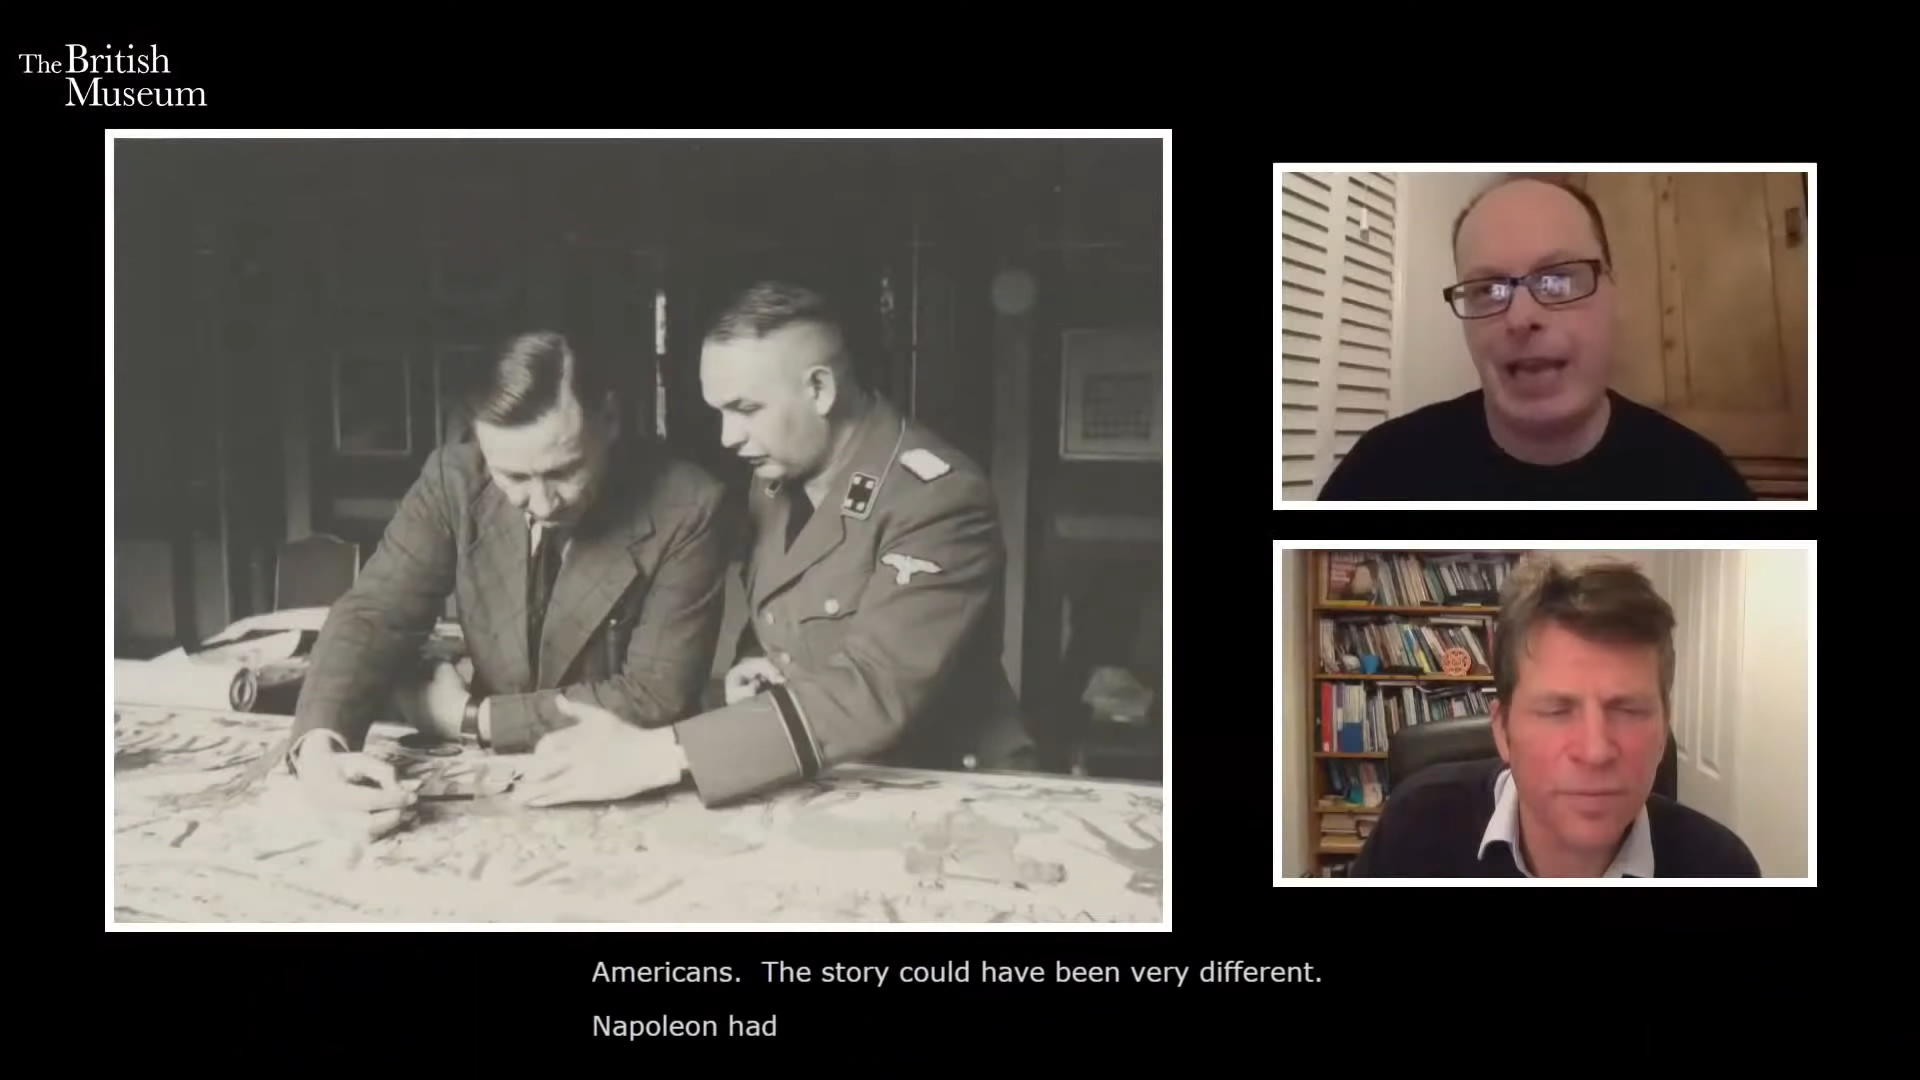 The British
Museum
Americans.  The story could have been very different.
Napoleon had